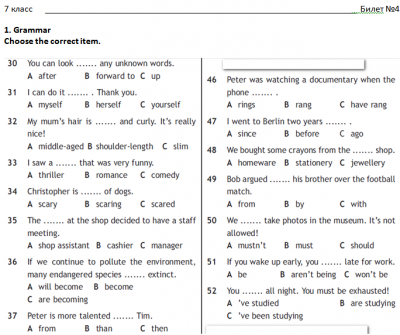 7 класс Билет №4
1. Grammar
Choose the correct item.
30 You can look ....... any unknown words.
A after B forward to C up
31 I can do it ....... . Thank you.
A myself B herself C yourself
32 My mum's hair is ....... and curly. It's really
nice!
A middle-aged B shoulder-length C slim
33 I saw a ....... that was very funny.
A thriller B romance C comedy
34 Christopher is ....... of dogs.
A scary B scaring C scared
35 The ....... at the shop decided to have a staff
meeting.
A shop assistant B cashier C manager
36 If we continue to pollute the environment,
many endangered species ....... extinct.
A will become B become
C are becoming
37 Peter is more talented ....... Tim.
A from B than C then
46 Peter was watching a documentary when the
phone ....... .
A rings B rang C have rang
47 I went to Berlin two years ....... .
A since B before C ago
48 We bought some crayons from the ....... shop.
A homeware B stationery C jewellery
49 Bob argued ....... his brother over the football
match.
A from B by C with
50 We ....... take photos in the museum. It's not
allowed!
A mustn't B must C should
51 If you wake up early, you ....... late for work.
A be B aren't being C won't be
52 You ....... all night. You must be exhausted!
A 've studied B are studying
C 've been studying